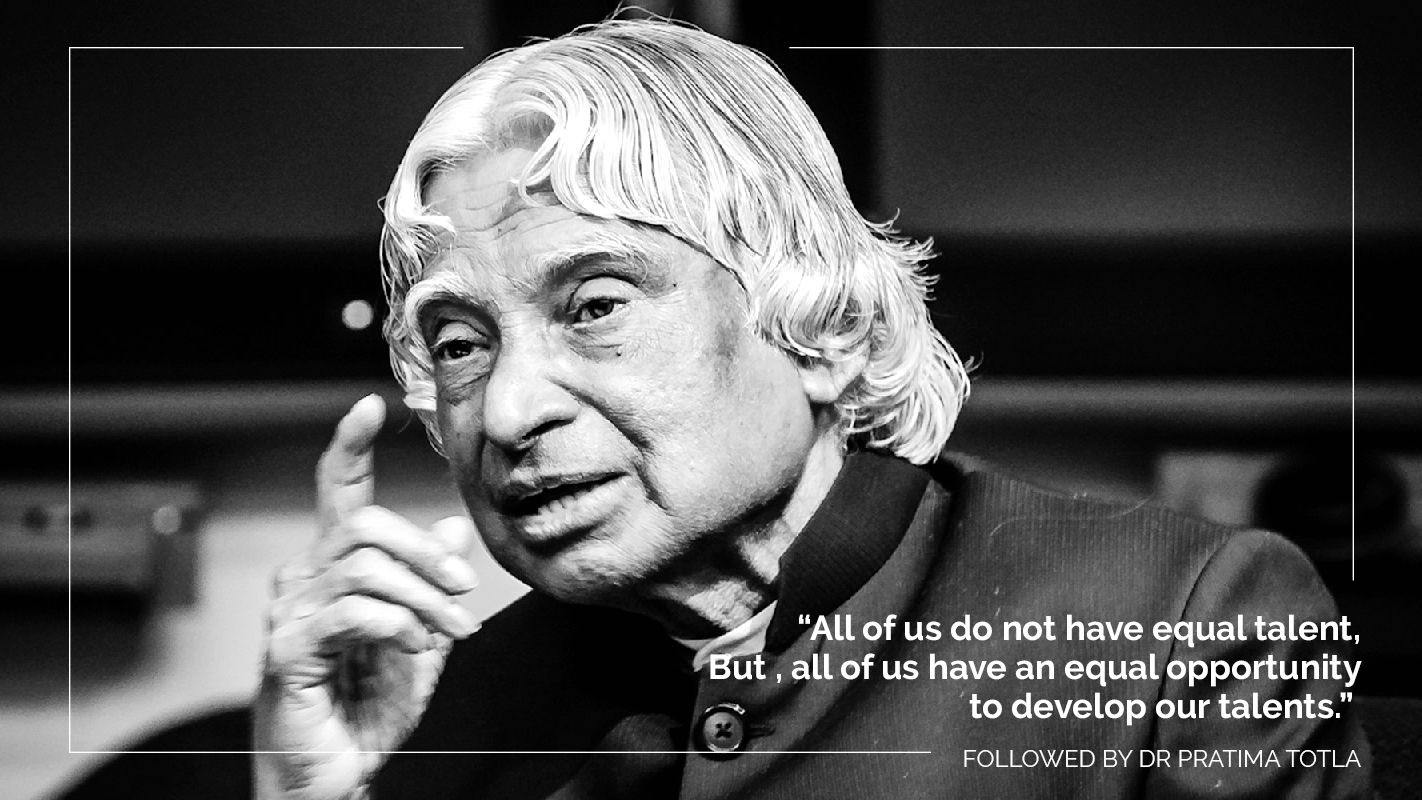 “All of us do not have equal talent,
But , all of us have an equal opportunity
to develop our talents.”
FOLLOWED BY DR PRATIMA TOTLA